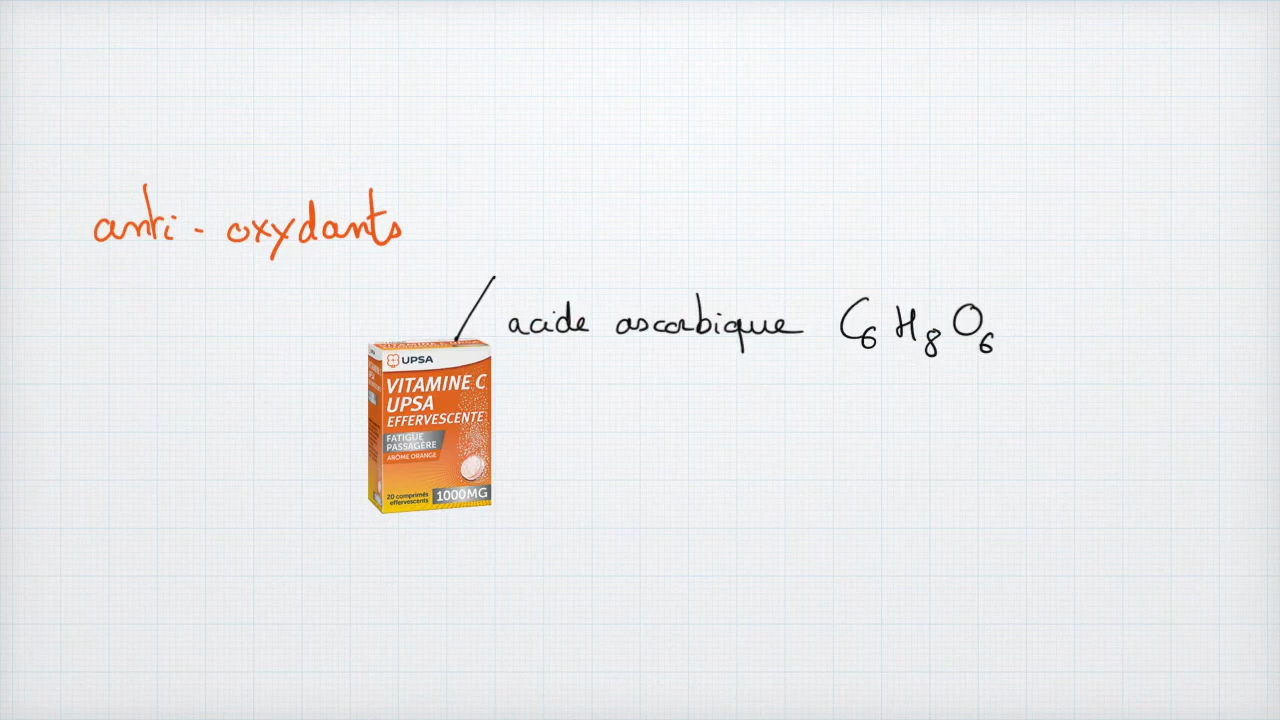 anti-oxydants
acide ascorbique C6H8O6
UPSA
VITAMINE C
UPSA
EFFERVESCENTE
FATIGUE
PASSAGÈRE
ARÔME ORANGE
20 comprimés
effervescents
1000MG